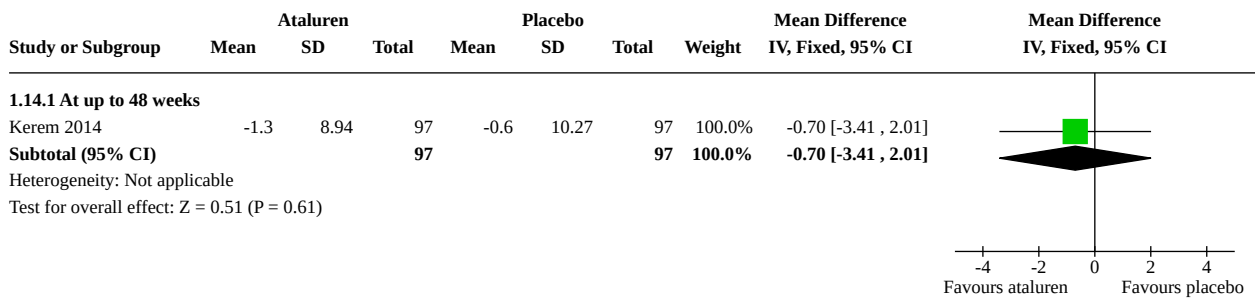 Ataluren Placebo Mean Difference Mean Difference
Study or Subgroup Mean SD Total Mean SD Total Weight IV, Fixed, 95% CI IV, Fixed, 95% CI
1.14.1 At up to 48 weeks
Kerem 2014 -1.3 8.94 97 -0.6 10.27 97 100.0% -0.70 [-3.41 , 2.01]
Subtotal (95% CI) 97 97 100.0% -0.70 [-3.41 , 2.01]
Heterogeneity: Not applicable
Test for overall effect: Z = 0.51 (P = 0.61)
-4 -2 0 2 4
Favours ataluren Favours placebo